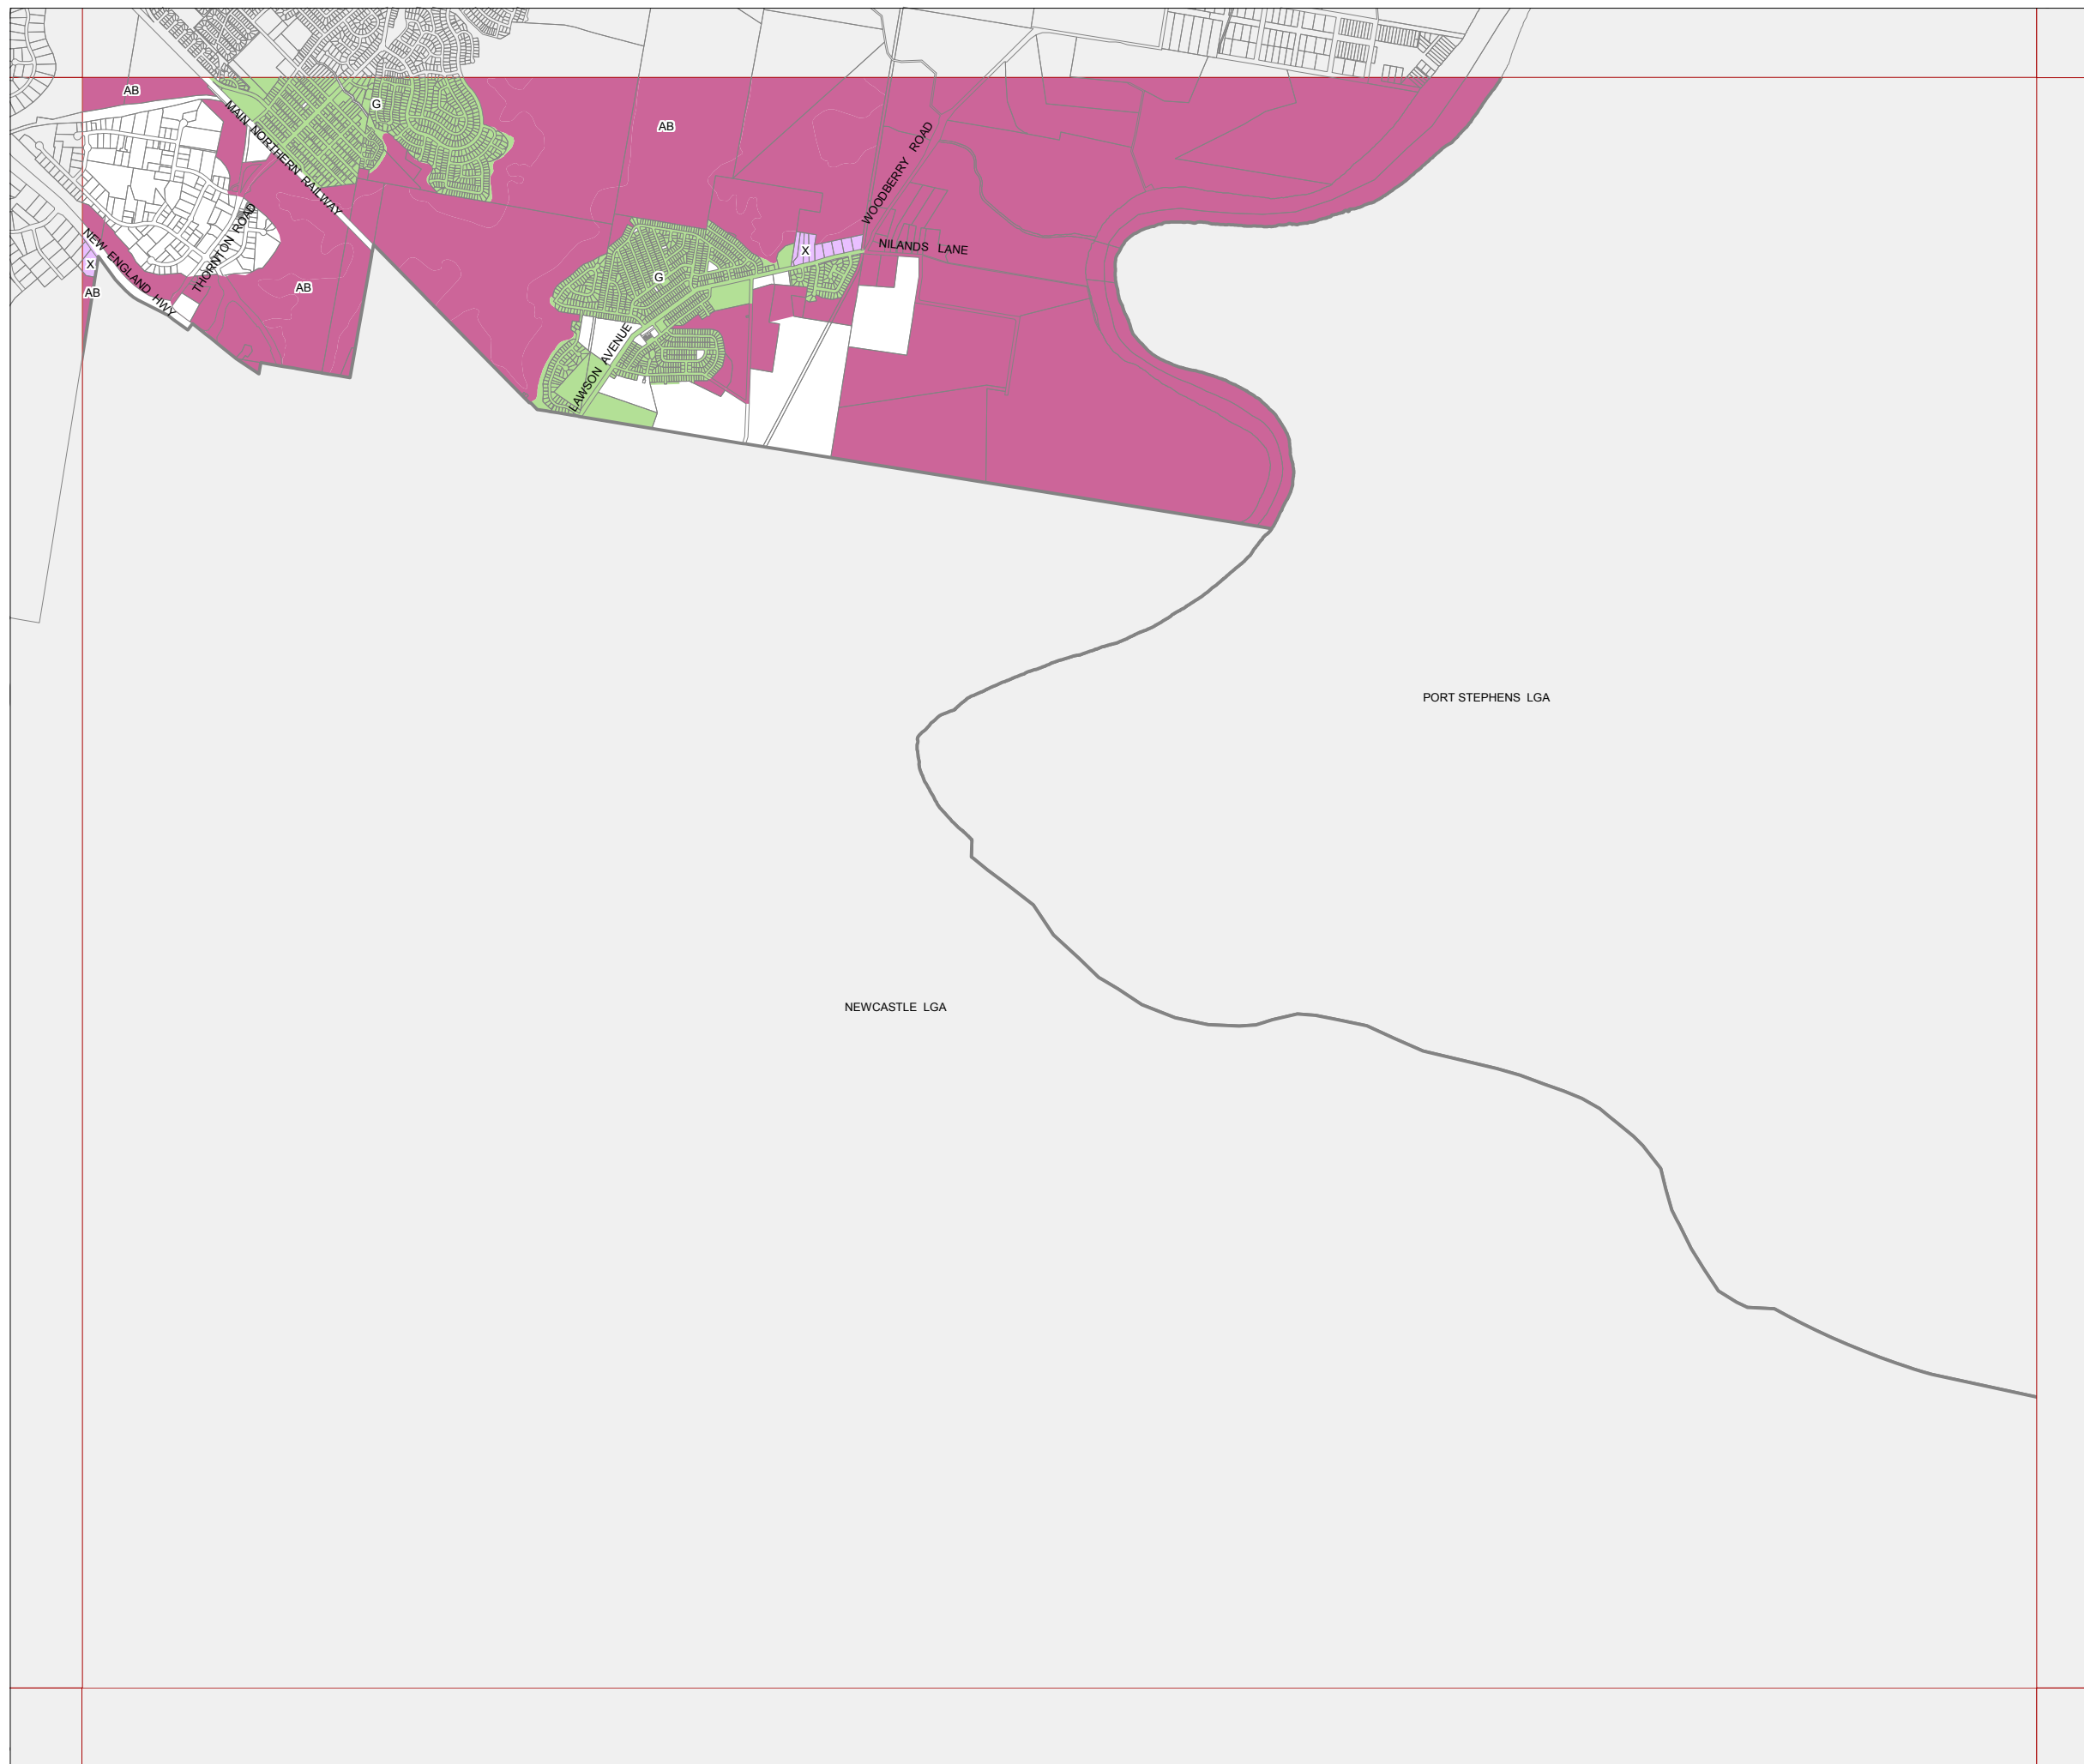 AB
G
AB
MAIN NORTHERN RAILWAY
WOODBERRY ROAD
THORNTON ROAD
NEW ENGLAND HWY
X
NILANDS LANE
X
G
AB
AB
LAWSON AVENUE
PORT STEPHENS LGA
NEWCASTLE LGA